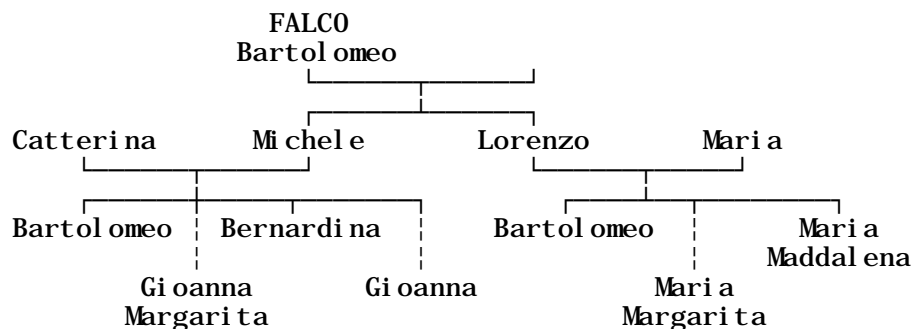 FALCO
Bartolomeo
Catterina Michele Lorenzo Maria
Bartolomeo Bernardina Bartolomeo Maria
Maddalena
Gioanna Gioanna Maria
Margarita Margarita